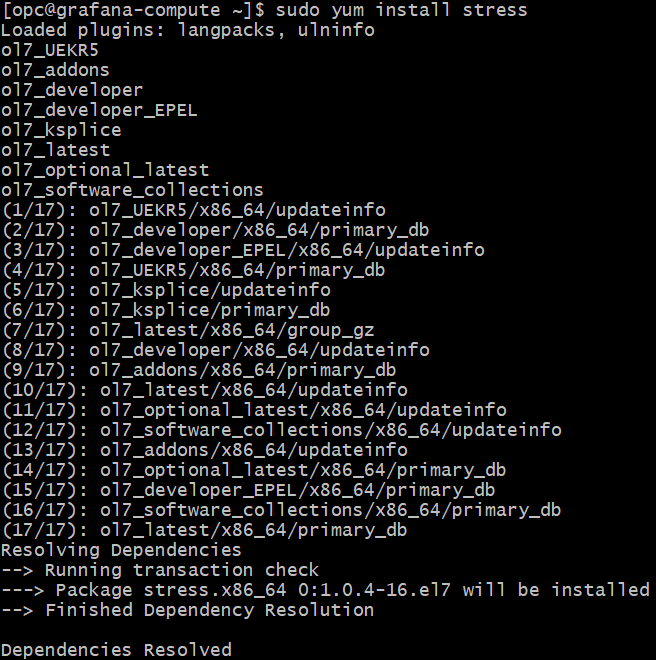 [opc@grafana-compute ~]$ sudo yum install stress
Loaded plugins: langpacks, ulninfo
ol7_UEKR5
ol7_addons
ol7_developer
ol7_developer_EPEL
ol7_ksplice
ol7_latest
ol7_optional_latest
ol7_software_collections
(1/17): ol7_UEKR5/x86_64/updateinfo
(2/17): ol7_developer/x86_64/primary_db
(3/17): ol7_developer_EPEL/x86_64/updateinfo
(4/17): ol7_UEKR5/x86_64/primary_db
(5/17): ol7_ksplice/updateinfo
(6/17): ol7_ksplice/primary_db
(7/17): ol7_latest/x86_64/group_gz
(8/17): ol7_developer/x86_64/updateinfo
(9/17): ol7_addons/x86_64/primary_db
(10/17): ol7_latest/x86_64/updateinfo
(11/17): ol7_optional_latest/x86_64/updateinfo
(12/17): ol7_software_collections/x86_64/updateinfo
(13/17): ol7_addons/x86_64/updateinfo
(14/17): ol7_optional_latest/x86_64/primary_db
(15/17): ol7_developer_EPEL/x86_64/primary_db
(16/17): ol7_software_collections/x86_64/primary_db
(17/17): ol7_latest/x86_64/primary_db
Resolving Dependencies
--> Running transaction check
---> Package stress.x86_64 0:1.0.4-16.el7 will be installed
--> Finished Dependency Resolution
Dependencies Resolved